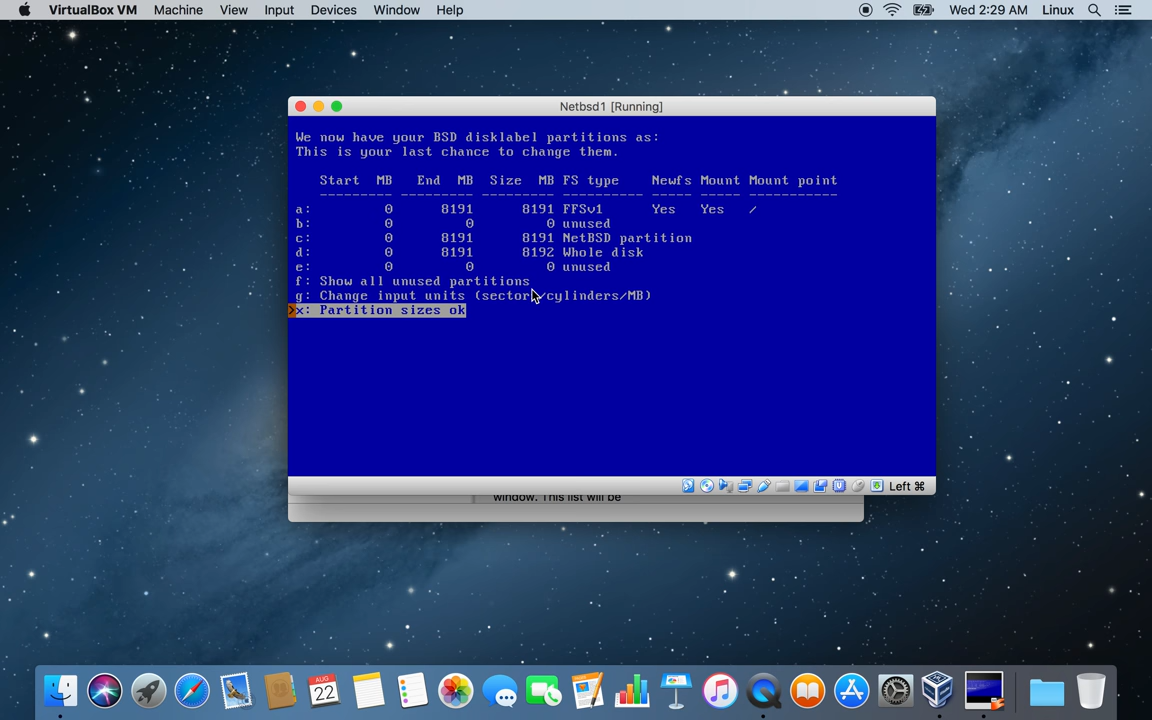 VirtualBox VM Machine View Input Devices Window Help Wed 2:29 AM Linux
Netbsd1 [Running]
We now have your BSD disklabel partitions as:
This is your last chance to change them.
Start MB End MB Size MB FS type Newfs Mount Mount point
--------- --------- --------- ---------- ----- ----- -----------
a: 0 8191 8191 FFSv1 Yes Yes /
b: 0 0 0 unused
c: 0 8191 8191 NetBSD partition
d: 0 8191 8192 Whole disk
e: 0 0 0 unused
f: Show all unused partitions
g: Change input units (sectors/cylinders/MB)
>x: Partition sizes ok
Left ⌘
window. This list will be
AUG
22